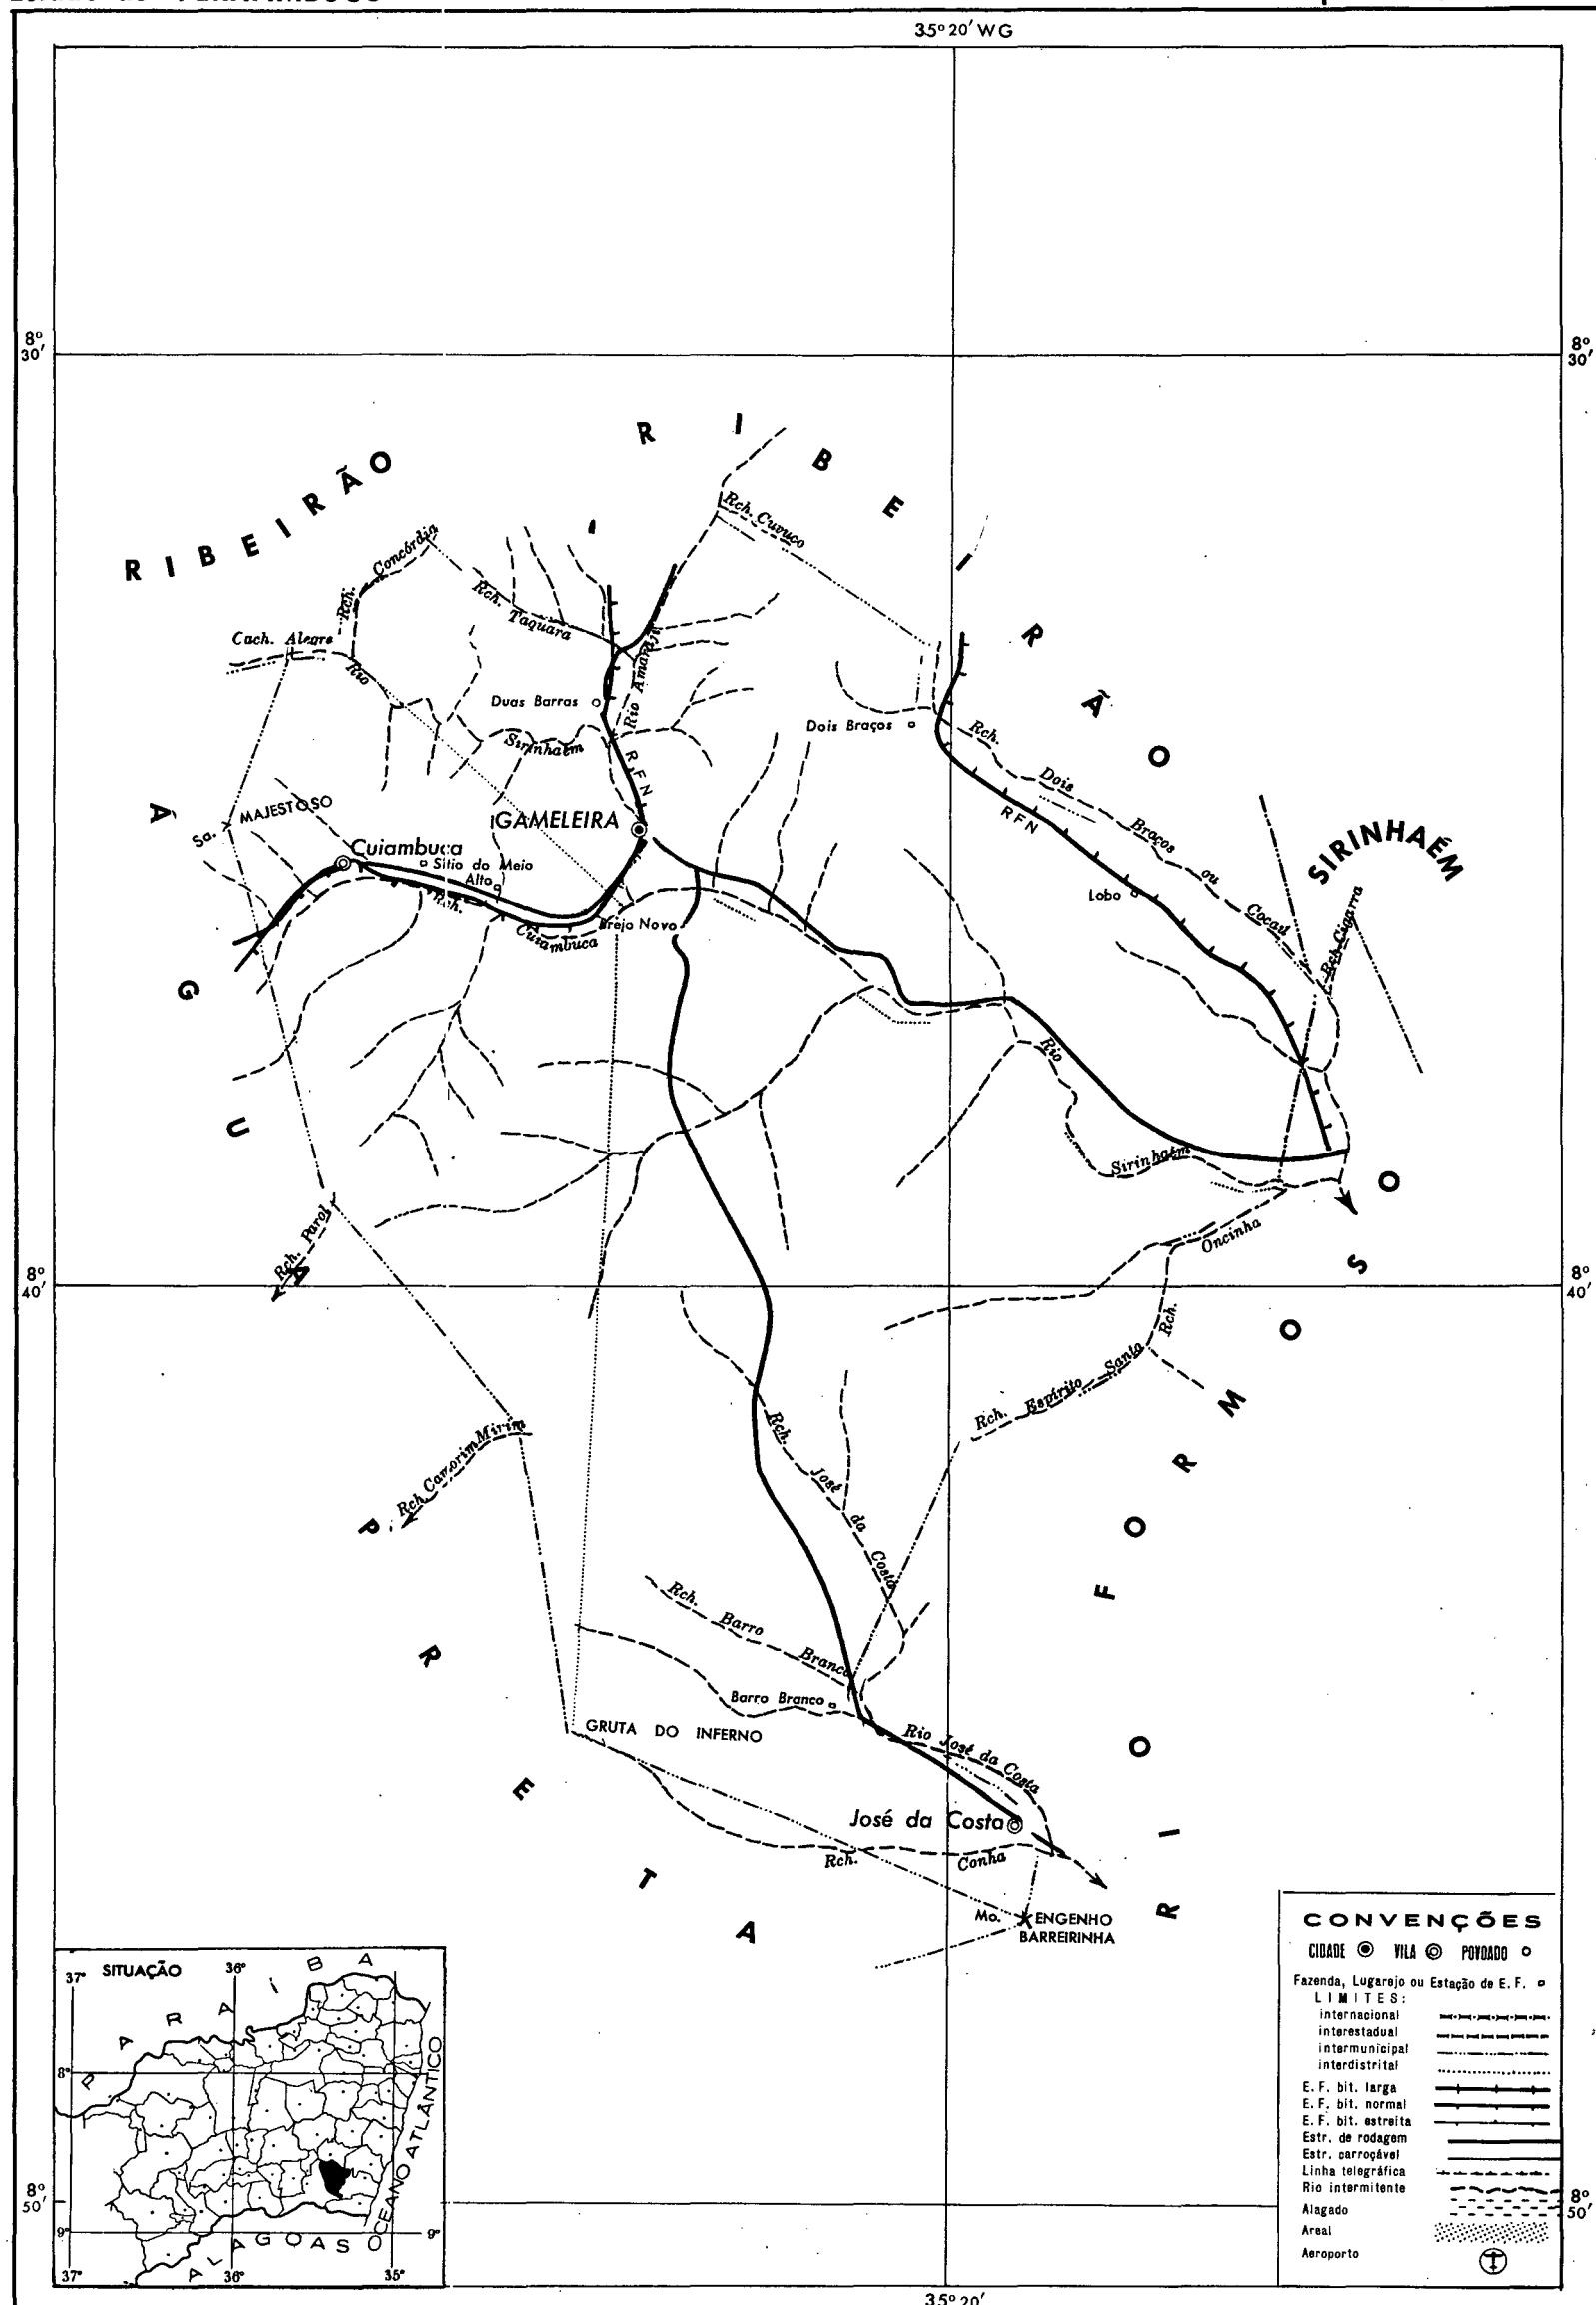 35° 20' WG
8° 30'
8° 30'
RIBEIRÃO
RIBEIRÃO
Rch. Cuvuco
Rch. Concórdia
Rch. Taquara
Cach. Alegre
Rio
Rio Amaraji
Duas Barras
Sirinhaém
RFN
Dois Braços
Rch. Dois Braços ou Cocaú
RFN
SIRINHAÉM
Sa. MAJESTOSO
GAMELEIRA
Cuiambuca
Sítio do Meio
Alto
Rch. Cuiambuca
Brejo Novo
Lobo
Rch. Cigarra
Rio Sirinhaém
Rch. Parol
Oncinha
8° 40'
8° 40'
Rch.
Rch. Espírito Santo
Rch. Camorim Mirim
Rch. José da Costa
ÁGUA PRETA
RIO FORMOSO
Rch. Barro Branco
Barro Branco
GRUTA DO INFERNO
Rio José da Costa
José da Costa
Rch. Conha
Mo. ENGENHO
BARREIRINHA
SITUAÇÃO
37° 36°
PARAIBA
8°
OCEANO ATLÂNTICO
9° 9°
ALAGOAS
37° 36° 35°
CONVENÇÕES
CIDADE VILA POVOADO
Fazenda, Lugarejo ou Estação de E. F.
LIMITES:
internacional
interestadual
intermunicipal
interdistrital
E. F. bit. larga
E. F. bit. normal
E. F. bit. estreita
Estr. de rodagem
Estr. carroçável
Linha telegráfica
Rio intermitente
Alagado
Areal
Aeroporto
8° 50'
8° 50'
35° 20'